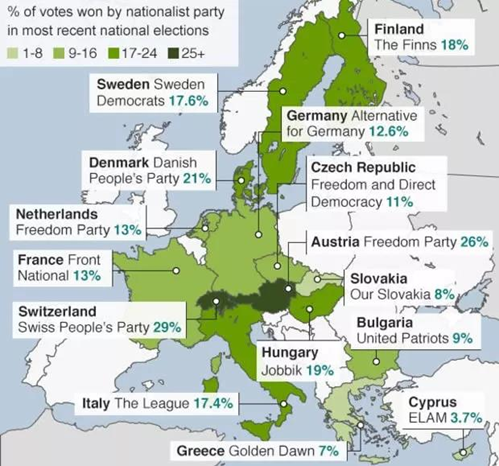 % of votes won by nationalist party
in most recent national elections
1-8 9-16 17-24 25+
Finland
The Finns 18%
Sweden Sweden
Democrats 17.6%
Germany Alternative
for Germany 12.6%
Denmark Danish
People's Party 21%
Czech Republic
Freedom and Direct
Democracy 11%
Netherlands
Freedom Party 13%
Austria Freedom Party 26%
France Front
National 13%
Slovakia
Our Slovakia 8%
Switzerland
Swiss People's Party 29%
Bulgaria
United Patriots 9%
Hungary
Jobbik 19%
Italy The League 17.4%
Cyprus
ELAM 3.7%
Greece Golden Dawn 7%